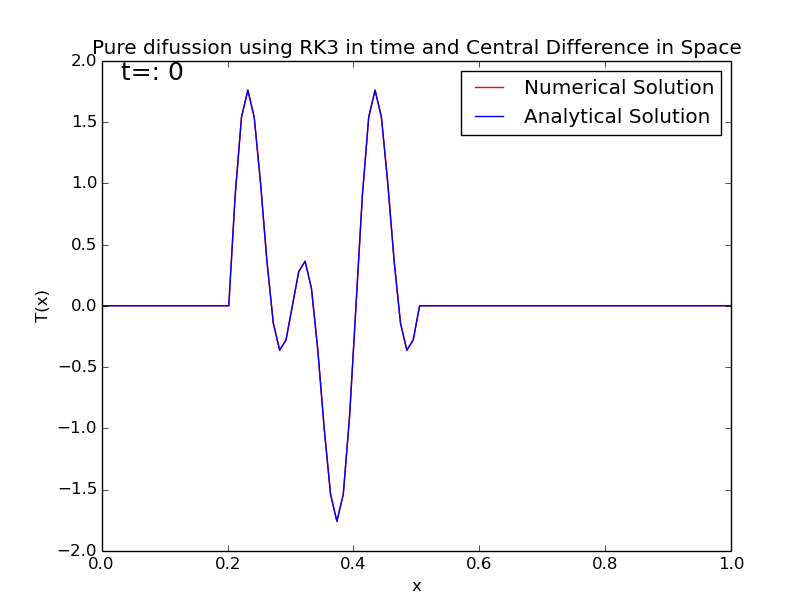 Pure difussion using RK3 in time and Central Difference in Space
t=: 0
Numerical Solution
Analytical Solution
2.0
1.5
1.0
0.5
0.0
−0.5
−1.0
−1.5
−2.0
T(x)
0.0 0.2 0.4 0.6 0.8 1.0
x